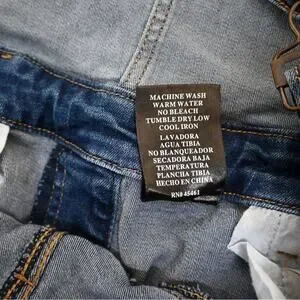 MACHINE WASH
WARM WATER
NO BLEACH
TUMBLE DRY LOW
COOL IRON
LAVADORA
AGUA TIBIA
NO BLANQUEADOR
SECADORA BAJA
TEMPERATURA
PLANCHA TIBIA
HECHO EN CHINA
RN# 45461